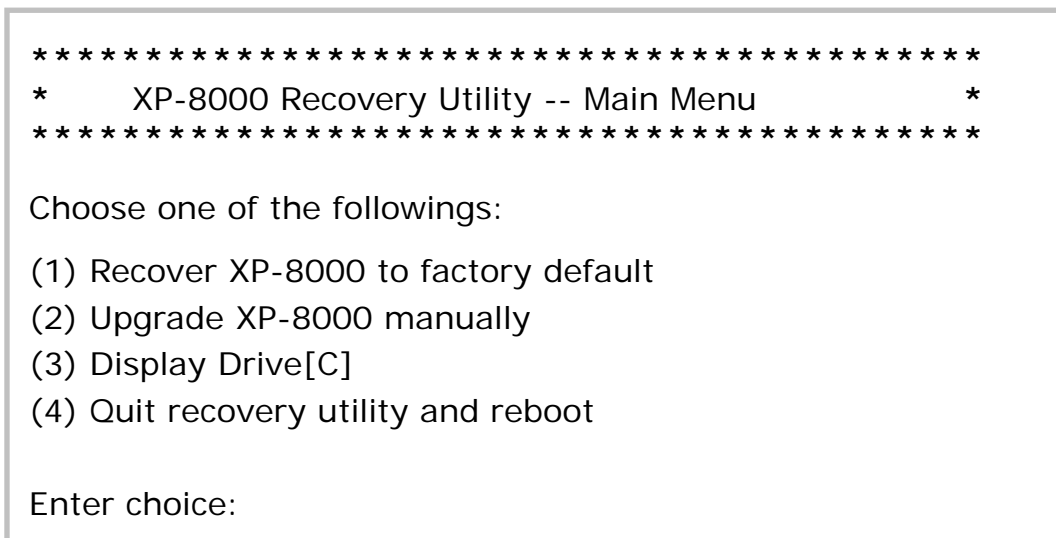 ******************************************
* XP-8000 Recovery Utility -- Main Menu *
******************************************
Choose one of the followings:
(1) Recover XP-8000 to factory default
(2) Upgrade XP-8000 manually
(3) Display Drive[C]
(4) Quit recovery utility and reboot
Enter choice: